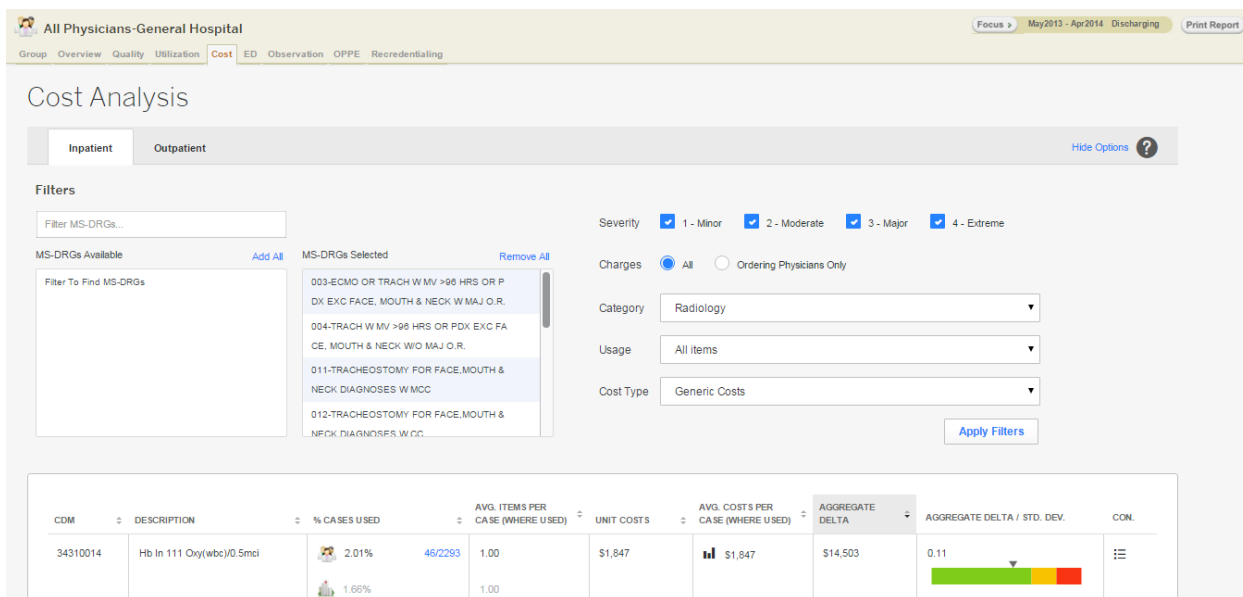 All Physicians-General Hospital
Focus > May2013 - Apr2014 Discharging Print Report
Group Overview Quality Utilization Cost ED Observation OPPE Recredentialing
Cost Analysis
Inpatient Outpatient Hide Options ?
Filters
Filter MS-DRGs...
MS-DRGs Available Add All
Filter To Find MS-DRGs
MS-DRGs Selected Remove All
003-ECMO OR TRACH W MV >96 HRS OR P
DX EXC FACE, MOUTH & NECK W MAJ O.R.
004-TRACH W MV >96 HRS OR PDX EXC FA
CE, MOUTH & NECK W/O MAJ O.R.
011-TRACHEOSTOMY FOR FACE,MOUTH &
NECK DIAGNOSES W MCC
012-TRACHEOSTOMY FOR FACE,MOUTH &
NECK DIAGNOSES W CC
Severity 1 - Minor 2 - Moderate 3 - Major 4 - Extreme
Charges All Ordering Physicians Only
Category Radiology
Usage All items
Cost Type Generic Costs
Apply Filters
CDM DESCRIPTION % CASES USED AVG. ITEMS PER CASE (WHERE USED) UNIT COSTS AVG. COSTS PER CASE (WHERE USED) AGGREGATE DELTA AGGREGATE DELTA / STD. DEV. CON.
34310014 Hb In 111 Oxy(wbc)/0.5mci 2.01% 46/2293 1.00 $1,847 $1,847 $14,503 0.11
1.66% 1.00